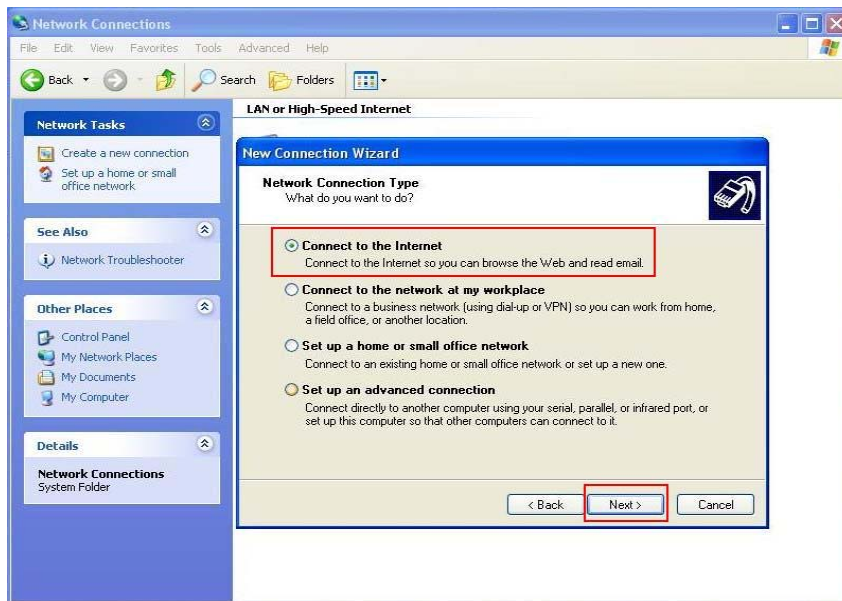 Network Connections
File Edit View Favorites Tools Advanced Help
Back Search Folders
LAN or High-Speed Internet
Network Tasks
Create a new connection
Set up a home or small
office network
See Also
Network Troubleshooter
Other Places
Control Panel
My Network Places
My Documents
My Computer
Details
Network Connections
System Folder
New Connection Wizard
Network Connection Type
What do you want to do?
Connect to the Internet
Connect to the Internet so you can browse the Web and read email.
Connect to the network at my workplace
Connect to a business network (using dial-up or VPN) so you can work from home,
a field office, or another location.
Set up a home or small office network
Connect to an existing home or small office network or set up a new one.
Set up an advanced connection
Connect directly to another computer using your serial, parallel, or infrared port, or
set up this computer so that other computers can connect to it.
< Back Next > Cancel